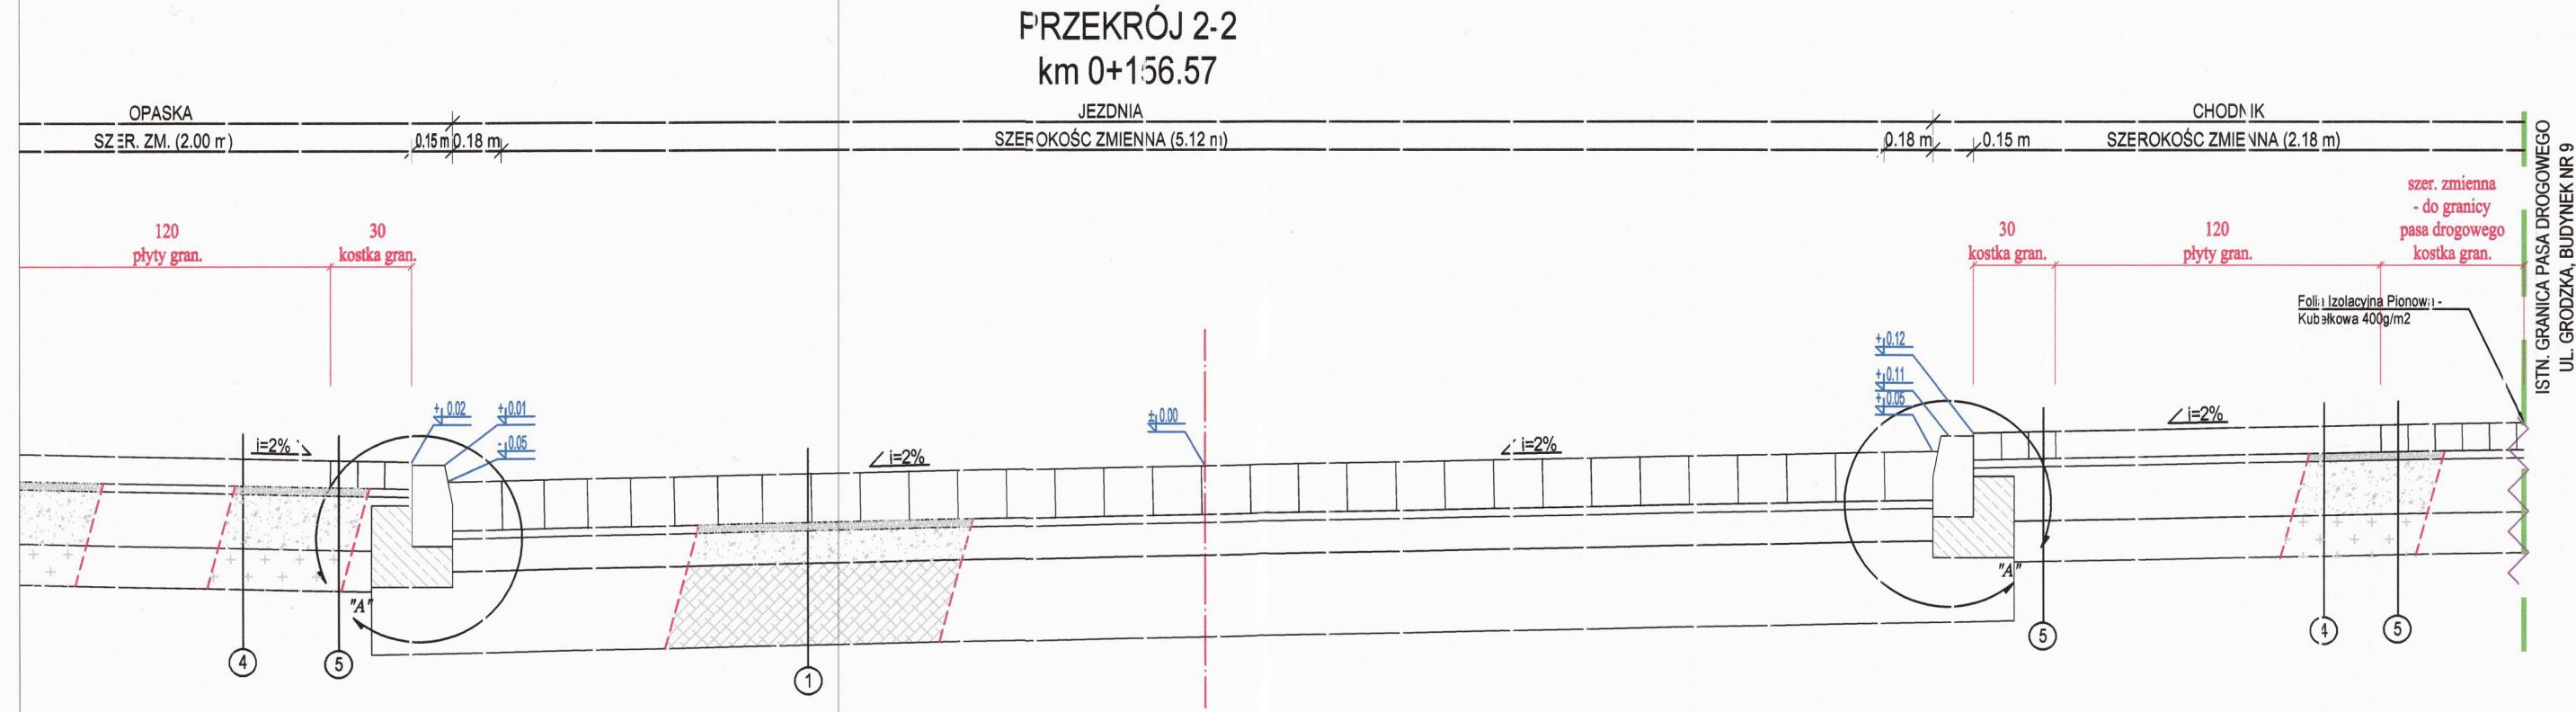 PRZEKRÓJ 2-2
km 0+156.57
OPASKA
JEZDNIA
CHODNIK
SZER. ZM. (2.00 m)
0.15 m
0.18 m
SZEROKOŚC ZMIENNA (5.12 m)
0.18 m
0.15 m
SZEROKOŚC ZMIENNA (2.18 m)
ISTN. GRANICA PASA DROGOWEGO
UL. GRODZKA, BUDYNEK NR 9
120
płyty gran.
30
kostka gran.
30
kostka gran.
120
płyty gran.
szer. zmienna
- do granicy
pasa drogowego
kostka gran.
Folia Izolacyjna Pionowa -
Kubełkowa 400g/m2
+0.02
+0.01
-0.05
±0.00
+0.12
+0.11
+0.05
i=2%
i=2%
i=2%
i=2%
"A"
"A"
4
5
1
5
4
5